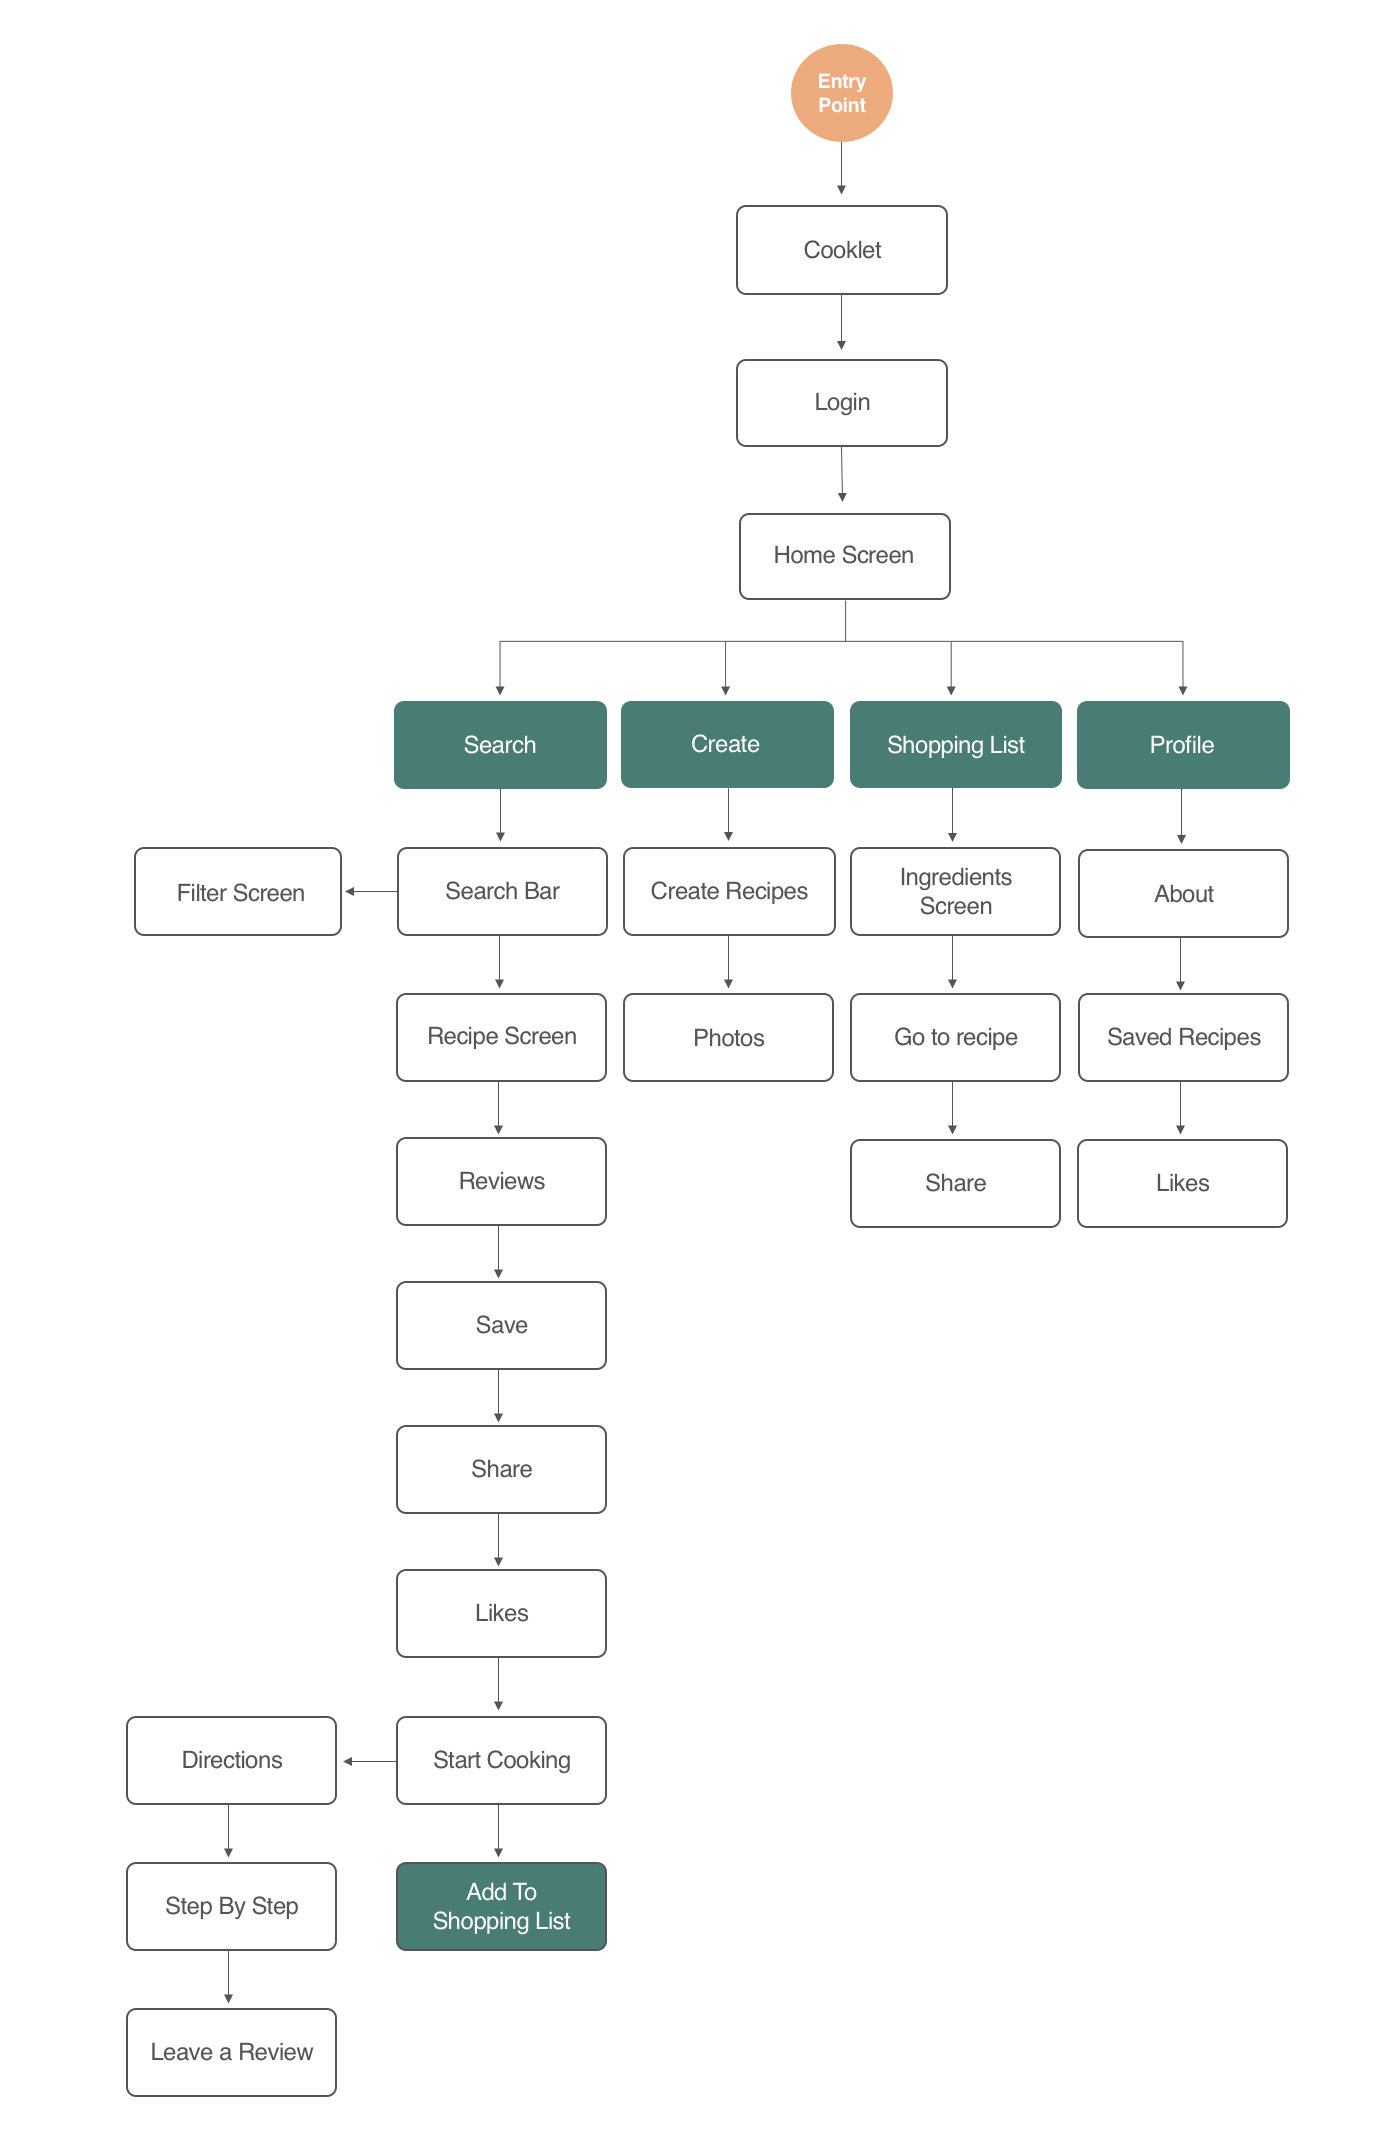 Entry
Point
Cooklet
Login
Home Screen
Search
Create
Shopping List
Profile
Filter Screen
Search Bar
Create Recipes
Ingredients
Screen
About
Recipe Screen
Photos
Go to recipe
Saved Recipes
Reviews
Share
Likes
Save
Share
Likes
Directions
Start Cooking
Step By Step
Add To
Shopping List
Leave a Review